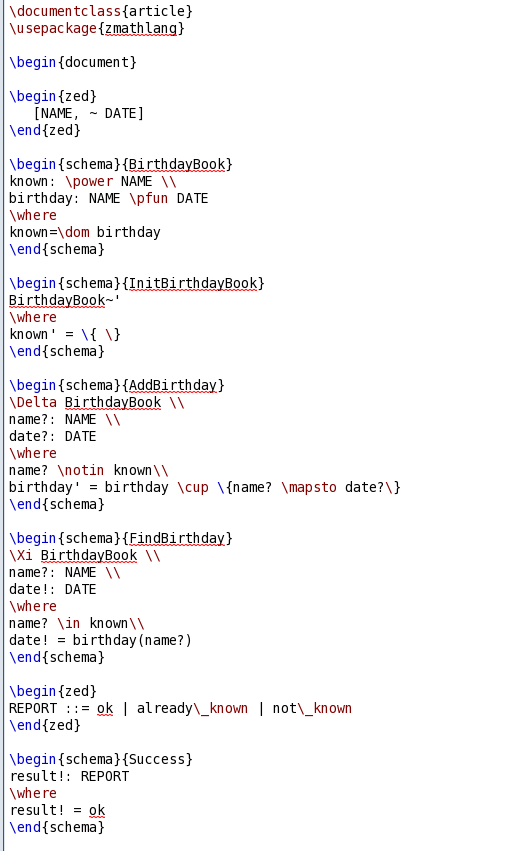 \documentclass{article}
\usepackage{zmathlang}
\begin{document}
\begin{zed}
[NAME, ~ DATE]
\end{zed}
\begin{schema}{BirthdayBook}
known: \power NAME \\
birthday: NAME \pfun DATE
\where
known=\dom birthday
\end{schema}
\begin{schema}{InitBirthdayBook}
BirthdayBook~'
\where
known' = \{ \}
\end{schema}
\begin{schema}{AddBirthday}
\Delta BirthdayBook \\
name?: NAME \\
date?: DATE
\where
name? \notin known\\
birthday' = birthday \cup \{name? \mapsto date?\}
\end{schema}
\begin{schema}{FindBirthday}
\Xi BirthdayBook \\
name?: NAME \\
date!: DATE
\where
name? \in known\\
date! = birthday(name?)
\end{schema}
\begin{zed}
REPORT ::= ok | already\_known | not\_known
\end{zed}
\begin{schema}{Success}
result!: REPORT
\where
result! = ok
\end{schema}